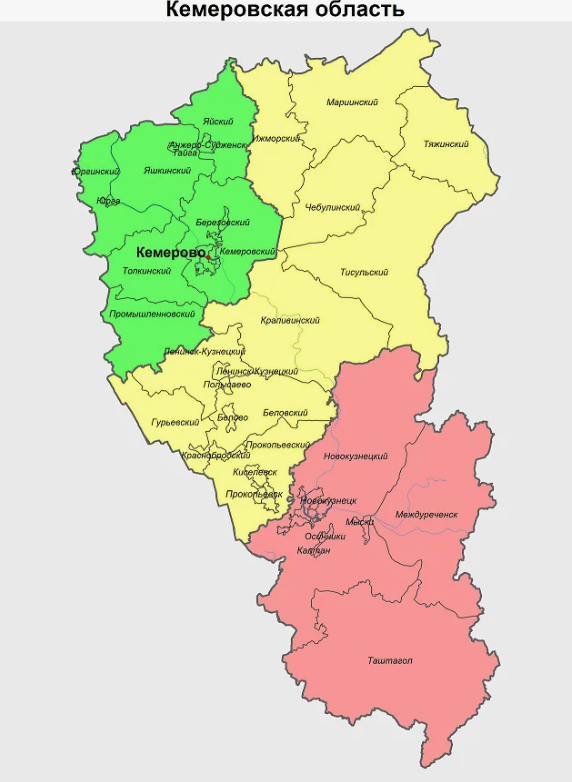 Кемеровская область
Мариинский
Яйский
Ижморский
Анжеро-Судженск
Тайга
Тяжинский
Юргинский
Яшкинский
Юрга
Чебулинский
Березовский
Кемерово
Кемеровский
Топкинский
Тисульский
Промышленновский
Крапивинский
Ленинск-Кузнецкий
Ленинск-Кузнецкий
Полысаево
Гурьевский
Белово
Беловский
Прокопьевский
Краснобродский
Новокузнецкий
Киселевск
Прокопьевск
Новокузнецк
Междуреченск
Мыски
Осинники
Калтан
Таштагол